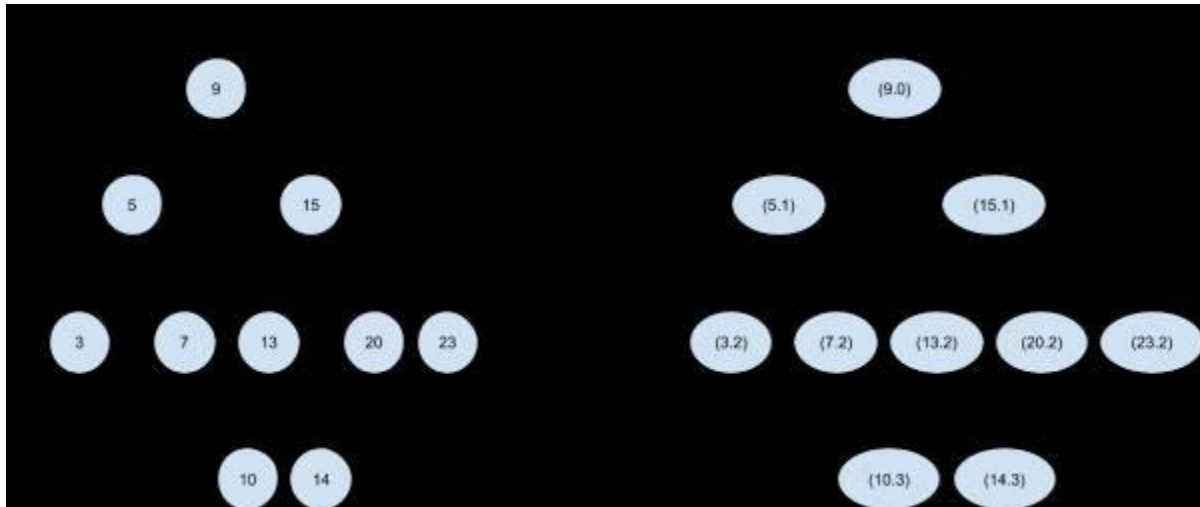 9 (9.0)
5 15 (5.1) (15.1)
3 7 13 20 23 (3.2) (7.2) (13.2) (20.2) (23.2)
10 14 (10.3) (14.3)